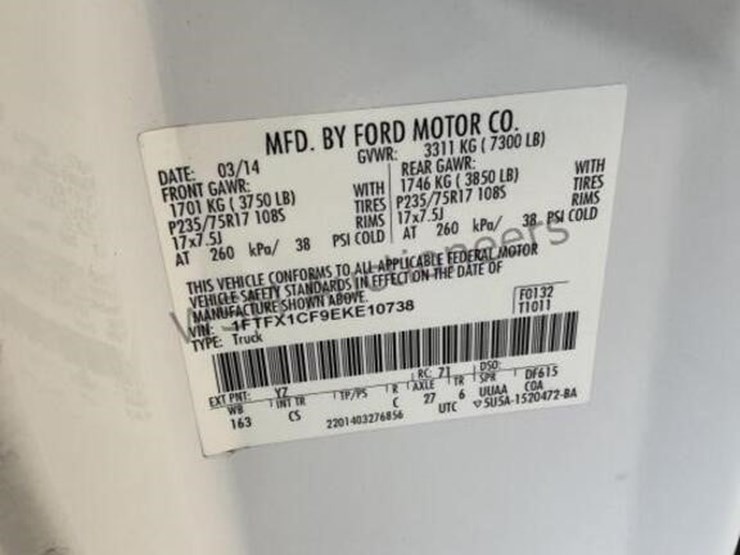 MFD. BY FORD MOTOR CO.
DATE: 03/14 GVWR: 3311 KG ( 7300 LB)
FRONT GAWR: REAR GAWR:
1701 KG ( 3750 LB) WITH 1746 KG ( 3850 LB) WITH
P235/75R17 108S TIRES P235/75R17 108S TIRES
17x7.5J RIMS 17x7.5J RIMS
AT 260 kPa/ 38 PSI COLD AT 260 kPa/ 38 PSI COLD
THIS VEHICLE CONFORMS TO ALL APPLICABLE FEDERAL MOTOR
VEHICLE SAFETY STANDARDS IN EFFECT ON THE DATE OF
MANUFACTURE SHOWN ABOVE.
VIN: 1FTFX1CF9EKE10738 F0132
TYPE: Truck T1011
EXT PNT: YZ RC: 71 DSO:
WB INT TR TP/PS R AXLE TR SPR DF615
163 CS C 27 6 UUAA COA
2201403276856 UTC 5U5A-1520472-BA